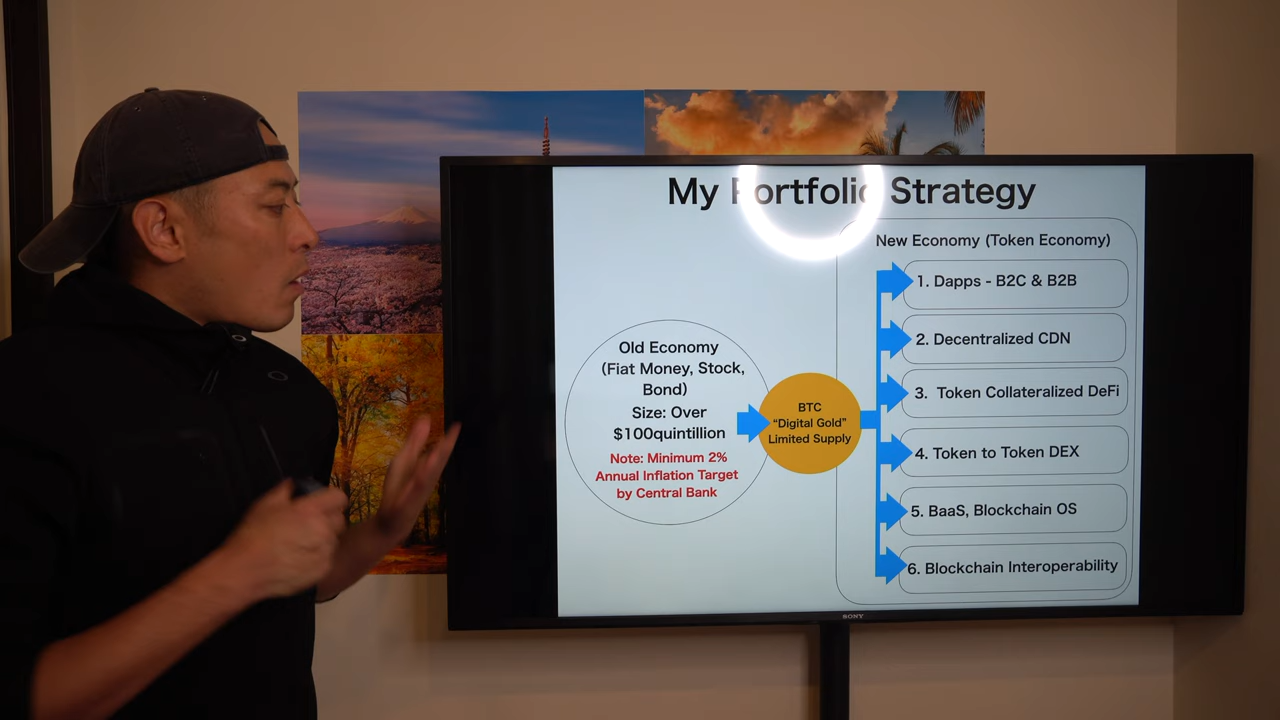 My Portfolio Strategy
Old Economy
(Fiat Money, Stock,
Bond)
Size: Over
$100quintillion
Note: Minimum 2%
Annual Inflation Target
by Central Bank
BTC
“Digital Gold”
Limited Supply
New Economy (Token Economy)
1. Dapps - B2C & B2B
2. Decentralized CDN
3. Token Collateralized DeFi
4. Token to Token DEX
5. BaaS, Blockchain OS
6. Blockchain Interoperability
SONY